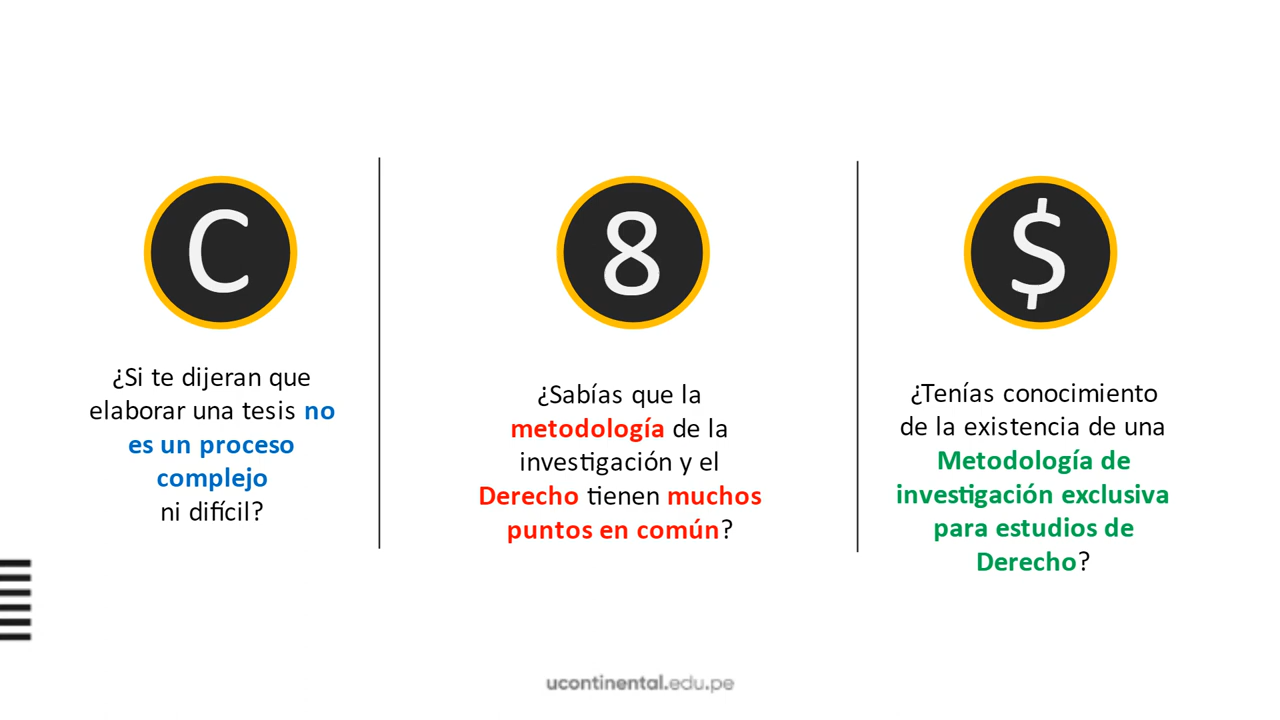 C
¿Si te dijeran que
elaborar una tesis no
es un proceso
complejo
ni difícil?
8
¿Sabías que la
metodología de la
investigación y el
Derecho tienen muchos
puntos en común?
$
¿Tenías conocimiento
de la existencia de una
Metodología de
investigación exclusiva
para estudios de
Derecho?
ucontinental.edu.pe